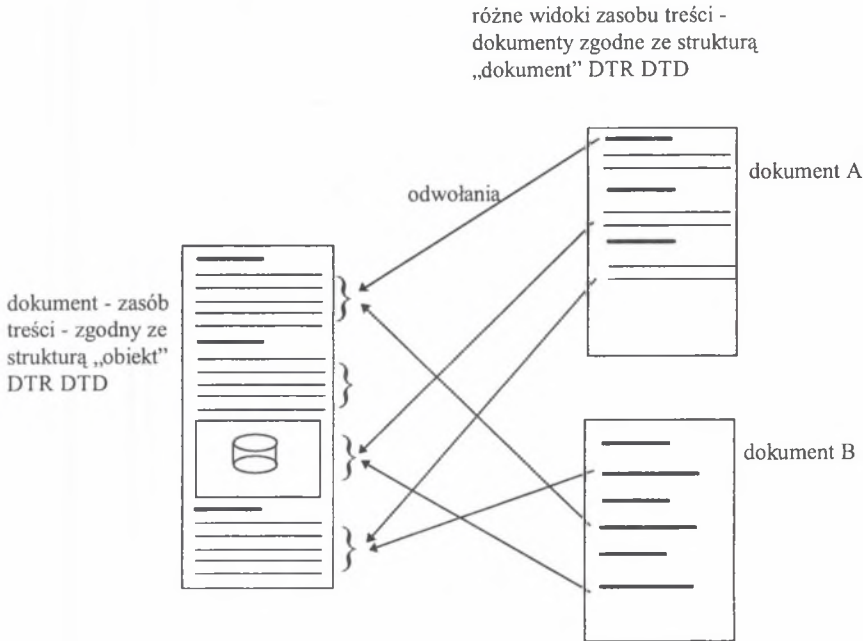 różne widoki zasobu treści -
dokumenty zgodne ze strukturą
„dokument” DTR DTD
dokument A
odwołania
dokument - zasób
treści - zgodny ze
strukturą „obiekt”
DTR DTD
dokument B